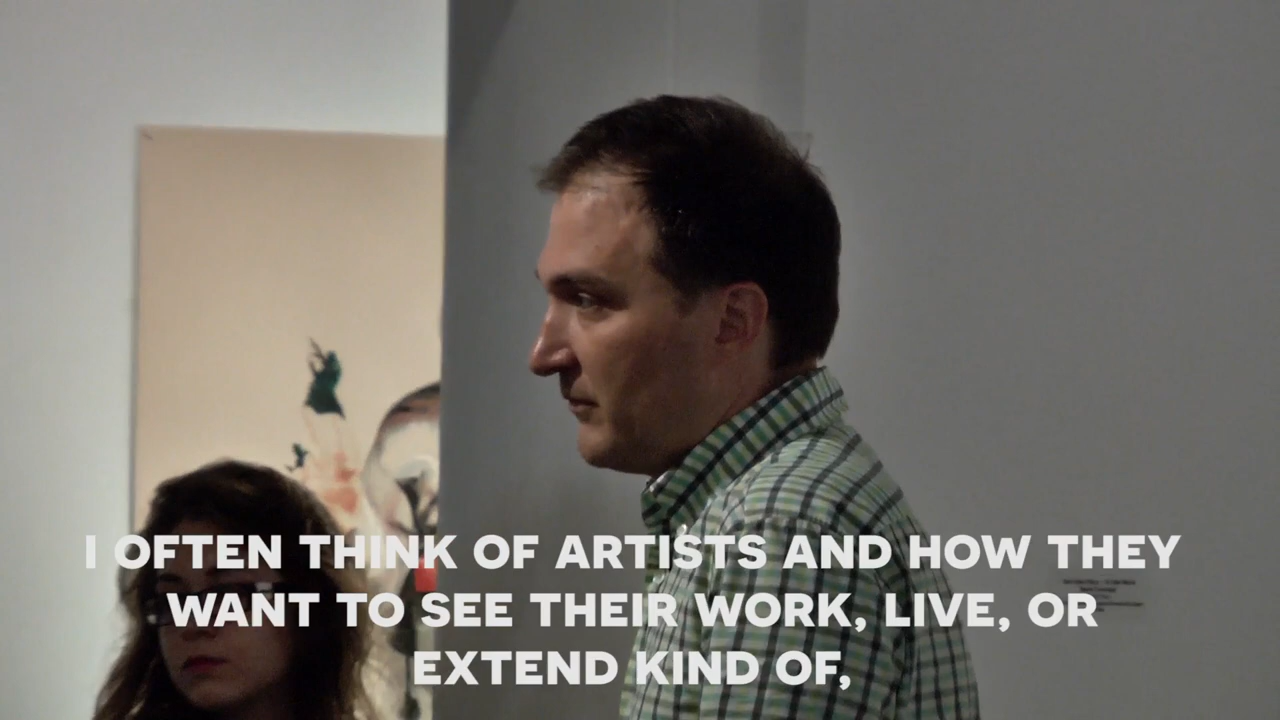 I OFTEN THINK OF ARTISTS AND HOW THEY
WANT TO SEE THEIR WORK, LIVE, OR
EXTEND KIND OF,